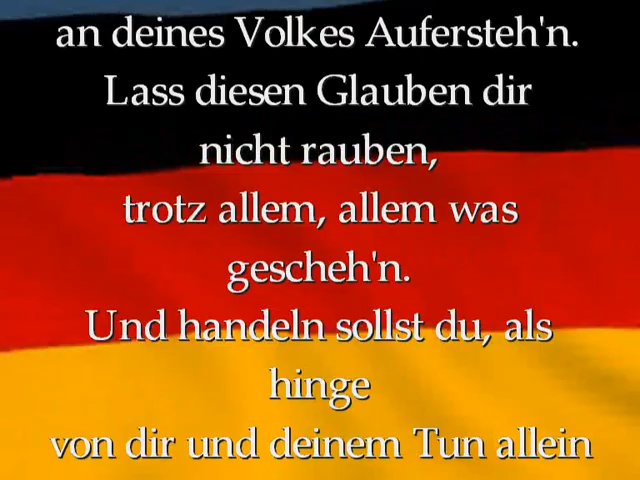 an deines Volkes Aufersteh'n.
Lass diesen Glauben dir
nicht rauben,
trotz allem, allem was
gescheh'n.
Und handeln sollst du, als
hinge
von dir und deinem Tun allein